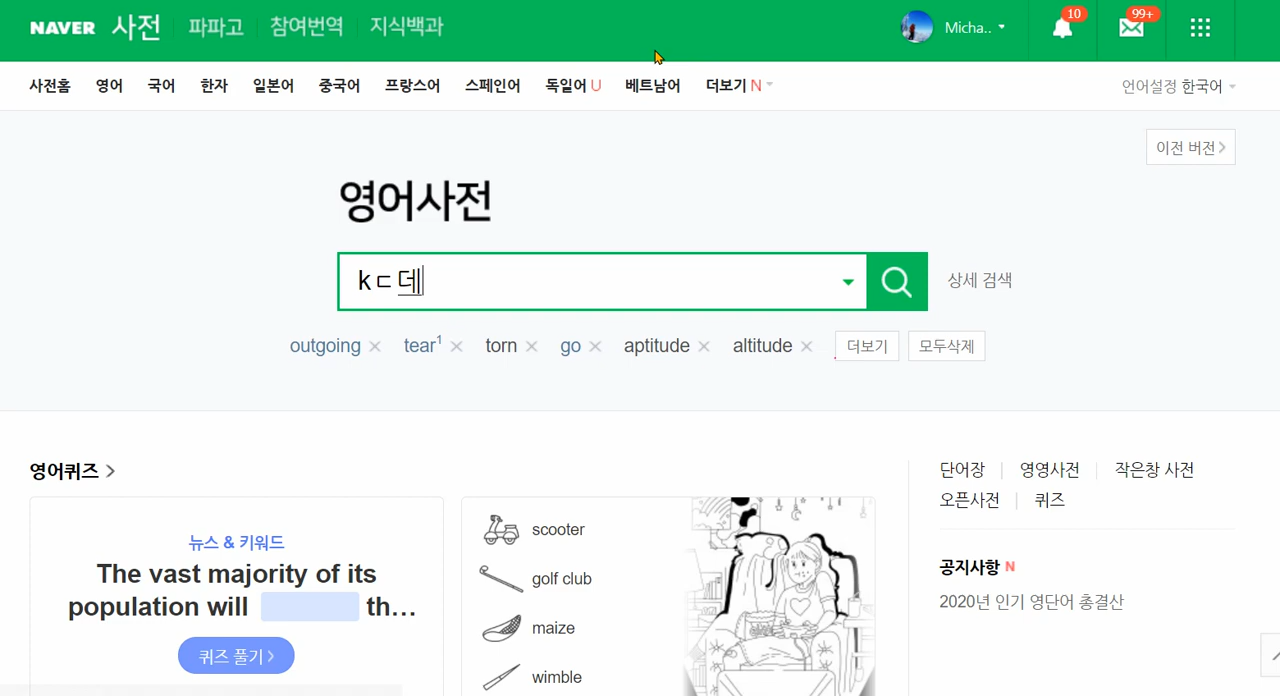 NAVER 사전 파파고 참여번역 지식백과 Micha.. 10 99+
사전홈 영어 국어 한자 일본어 중국어 프랑스어 스페인어 독일어 U 베트남어 더보기 N 언어설정 한국어
이전 버전
영어사전
kㄷ데 상세 검색
outgoing tear1 torn go aptitude altitude 더보기 모두삭제
영어퀴즈
뉴스 & 키워드
The vast majority of its
population will th...
퀴즈 풀기
scooter
golf club
maize
wimble
단어장 영영사전 작은창 사전
오픈사전 퀴즈
공지사항 N
2020년 인기 영단어 총결산